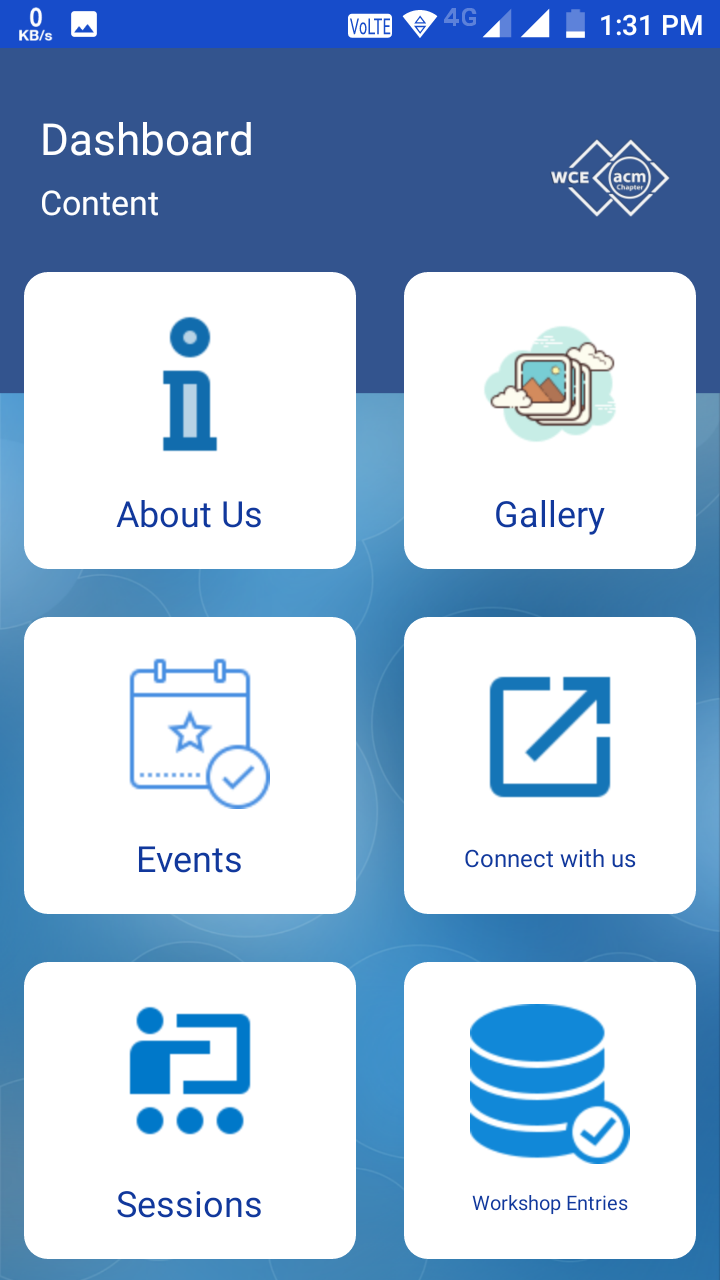 0
KB/s
VoLTE
4G
1:31 PM
Dashboard
Content
WCE
acm
Chapter
About Us
Gallery
Events
Connect with us
Sessions
Workshop Entries